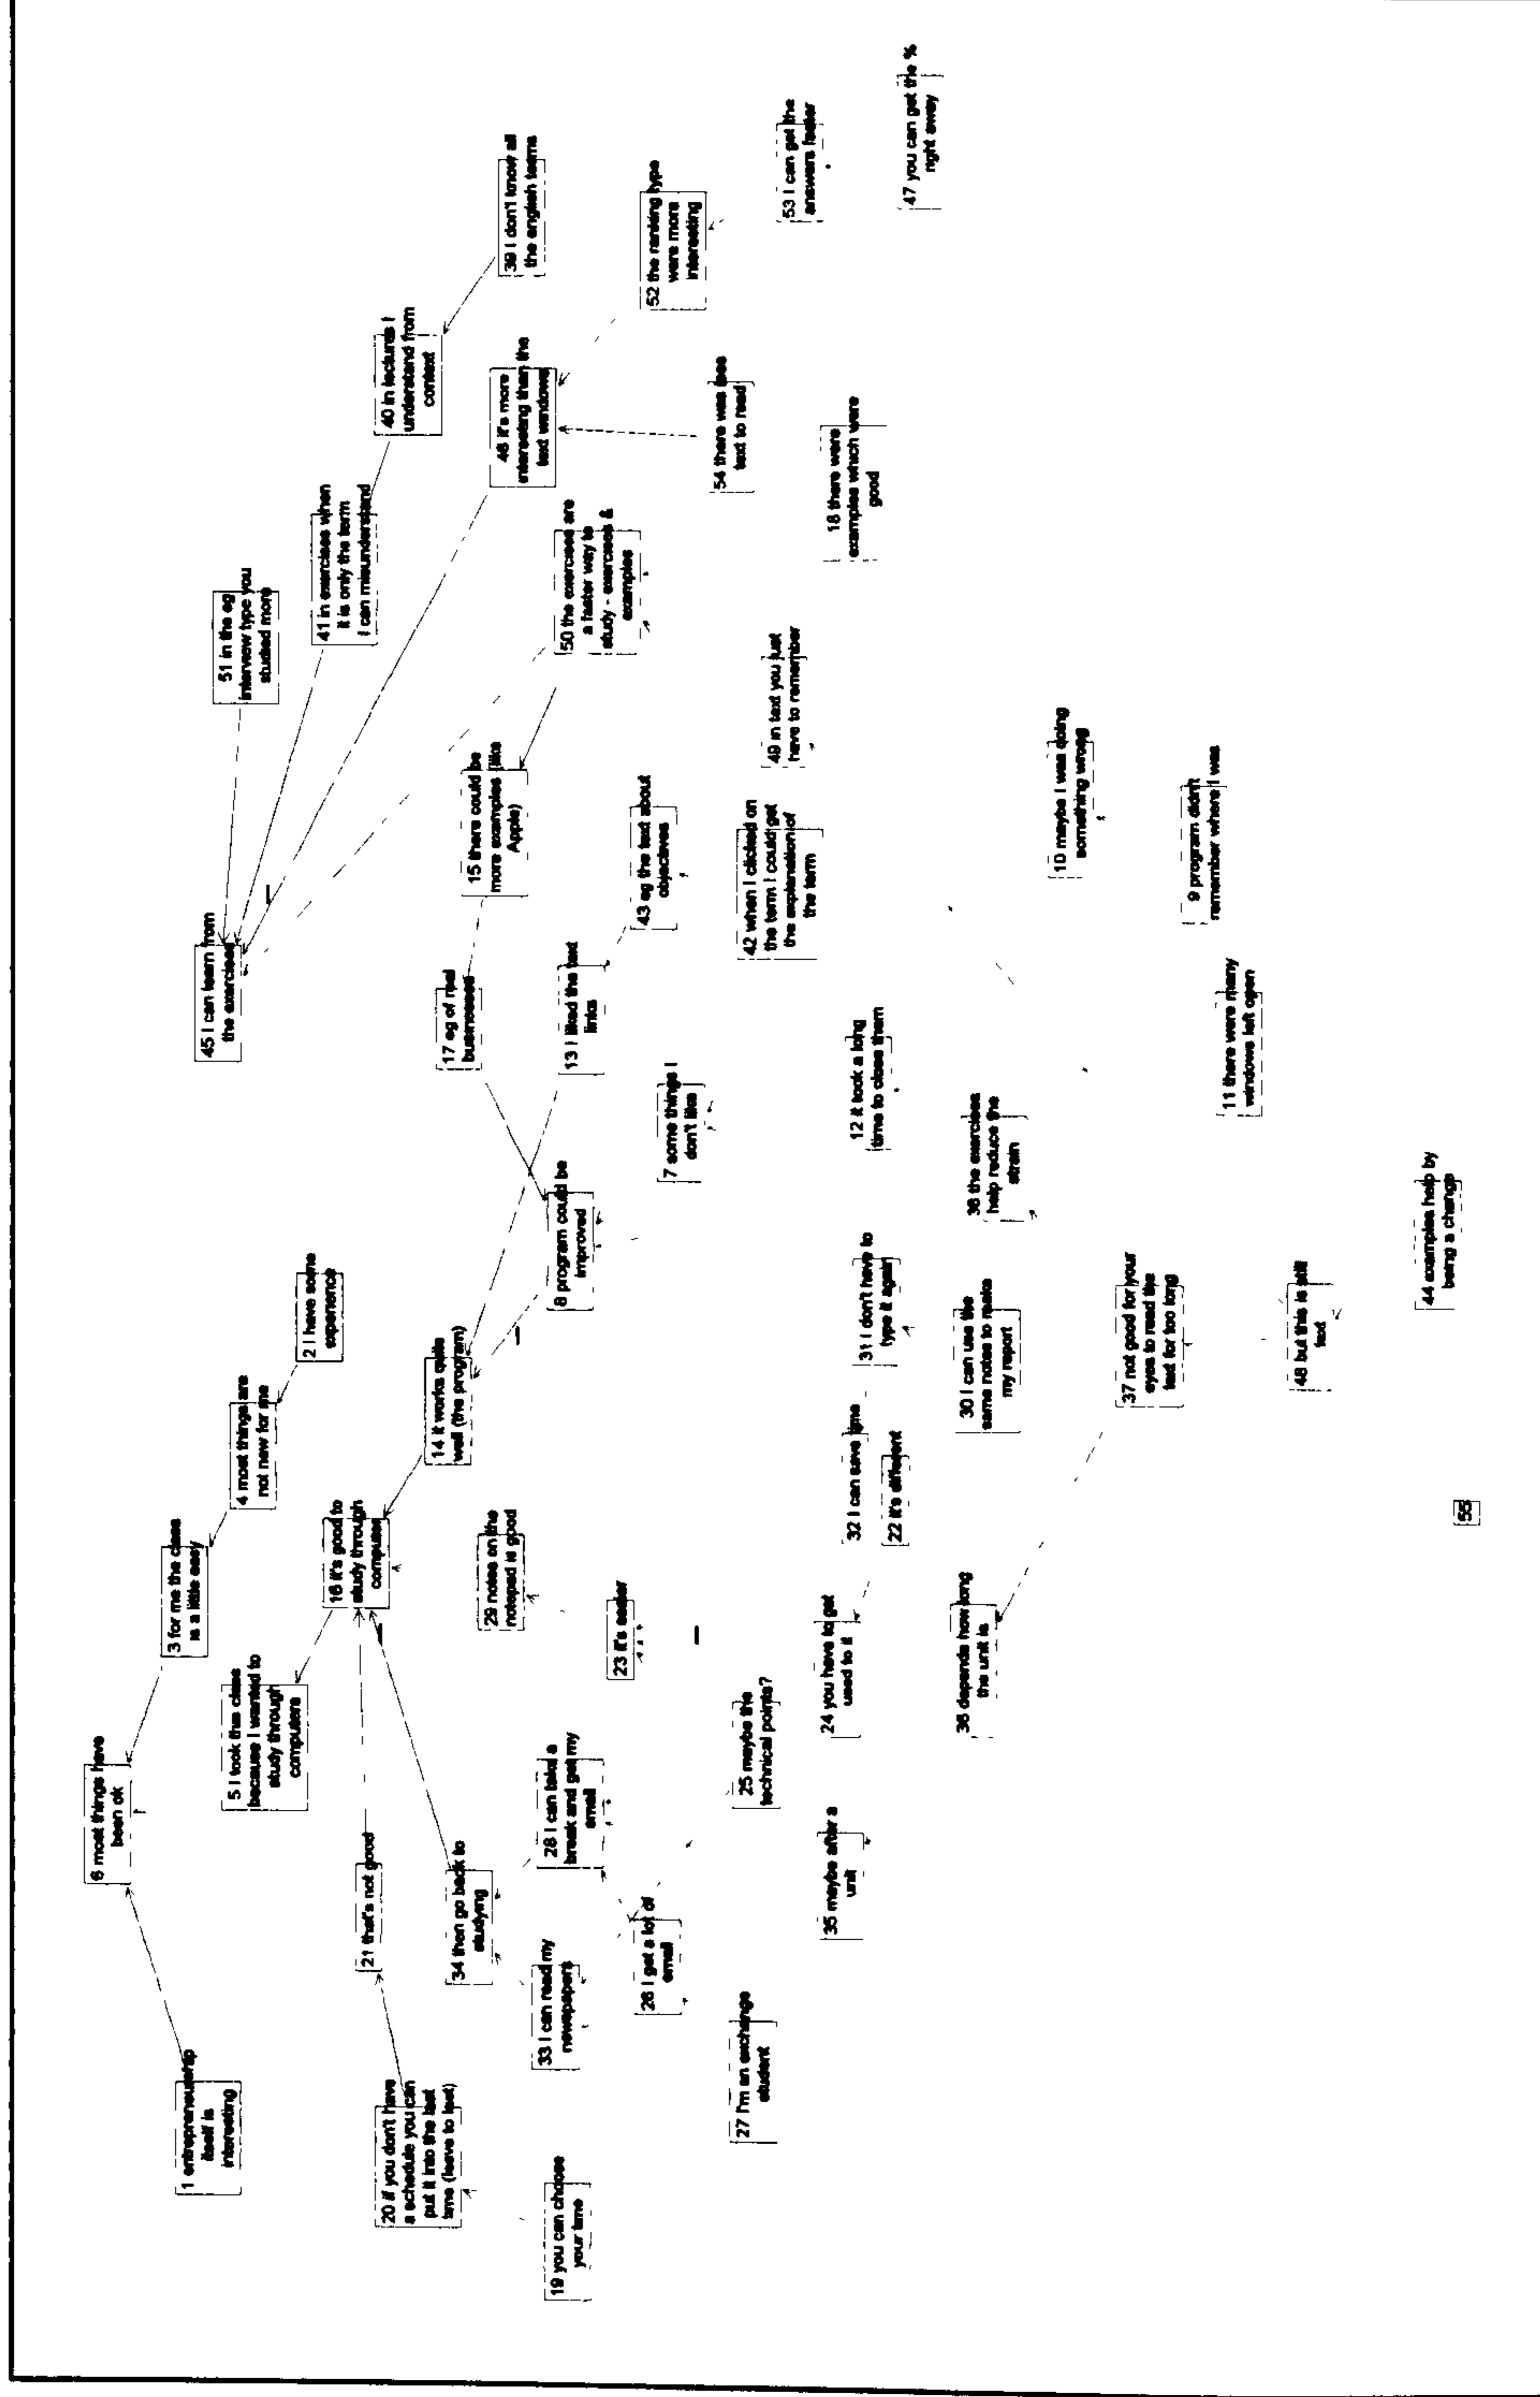 1 entrepreneurship
itself is
interesting
6 most things have
been ok
3 for me the class
is a little easy
4 most things are
not new for me
2 I have some
experience
5 I took this class
because I wanted to
study through
computers
16 it's good to
study through
computer
20 if you don't have
a schedule you can
put it into the last
time (leave to last)
21 that's not good
34 then go back to
studying
14 it works quite
well (the program)
19 you can choose
your time
33 I can read my
newspapers
28 I can take a
break and get my
email
29 notes on the
notepad is good
23 it's easier
26 I get a lot of
email
27 I'm an exchange
student
25 maybe the
technical points?
8 program could be
improved
7 some things I
don't like
17 eg of real
businesses
13 I liked the text
links
15 there could be
more examples (like
Apple)
43 eg the text about
objectives
45 I can learn from
the exercises
51 in the eg
interview type you
studied more
41 in exercises when
it is only the term
I can misunderstand
40 in lectures I
understand from
context
39 I don't know all
the english terms
46 it's more
interesting than the
text windows
50 the exercises are
a faster way to
study - exercises &
examples
52 the ranking type
were more
interesting
54 there was less
text to read
53 I can get the
answers faster
47 you can get the %
right away
18 there were
examples which were
good
49 in text you just
have to remember
42 when I clicked on
the term I could get
the explanation of
the term
35 maybe after a
unit
24 you have to get
used to it
32 I can save time
22 it's different
31 I don't have to
type it again
12 it took a long
time to close them
36 depends how long
the unit is
30 I can use the
same notes to make
my report
38 the exercises
help reduce the
strain
10 maybe I was doing
something wrong
37 not good for your
eyes to read the
text for too long
9 program didn't
remember where I was
11 there were many
windows left open
48 but this is still
text
44 examples help by
being a change
55